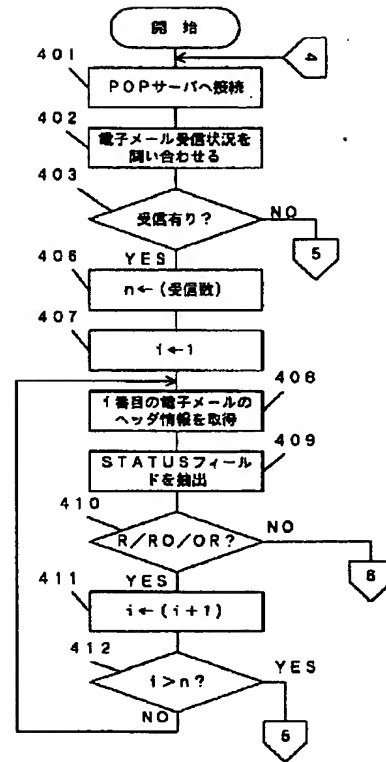 開 始
4
401
POPサーバへ接続
402
電子メール受信状況を
問い合わせる
403
受信有り?
NO
5
YES
406
n←(受信数)
407
i←1
408
i番目の電子メールの
ヘッダ情報を取得
409
STATUSフィール
ドを抽出
410
R/RO/OR?
NO
6
YES
411
i←(i+1)
412
i>n?
YES
NO
5